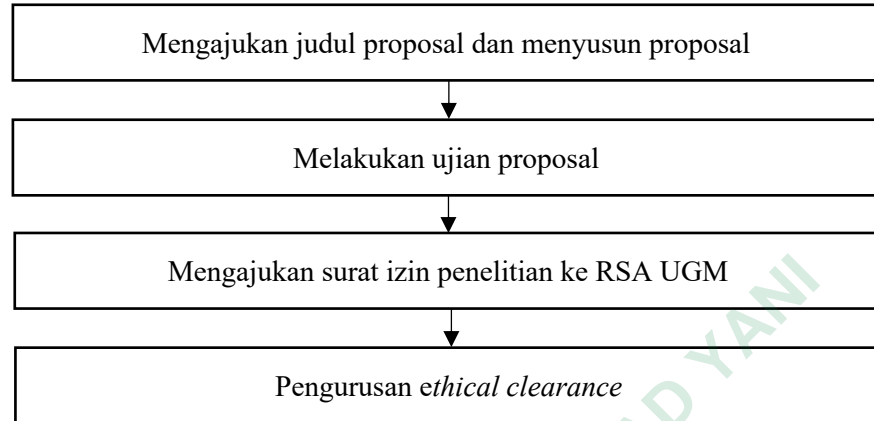 Mengajukan judul proposal dan menyusun proposal
Melakukan ujian proposal
Mengajukan surat izin penelitian ke RSA UGM
Pengurusan ethical clearance
D YANI